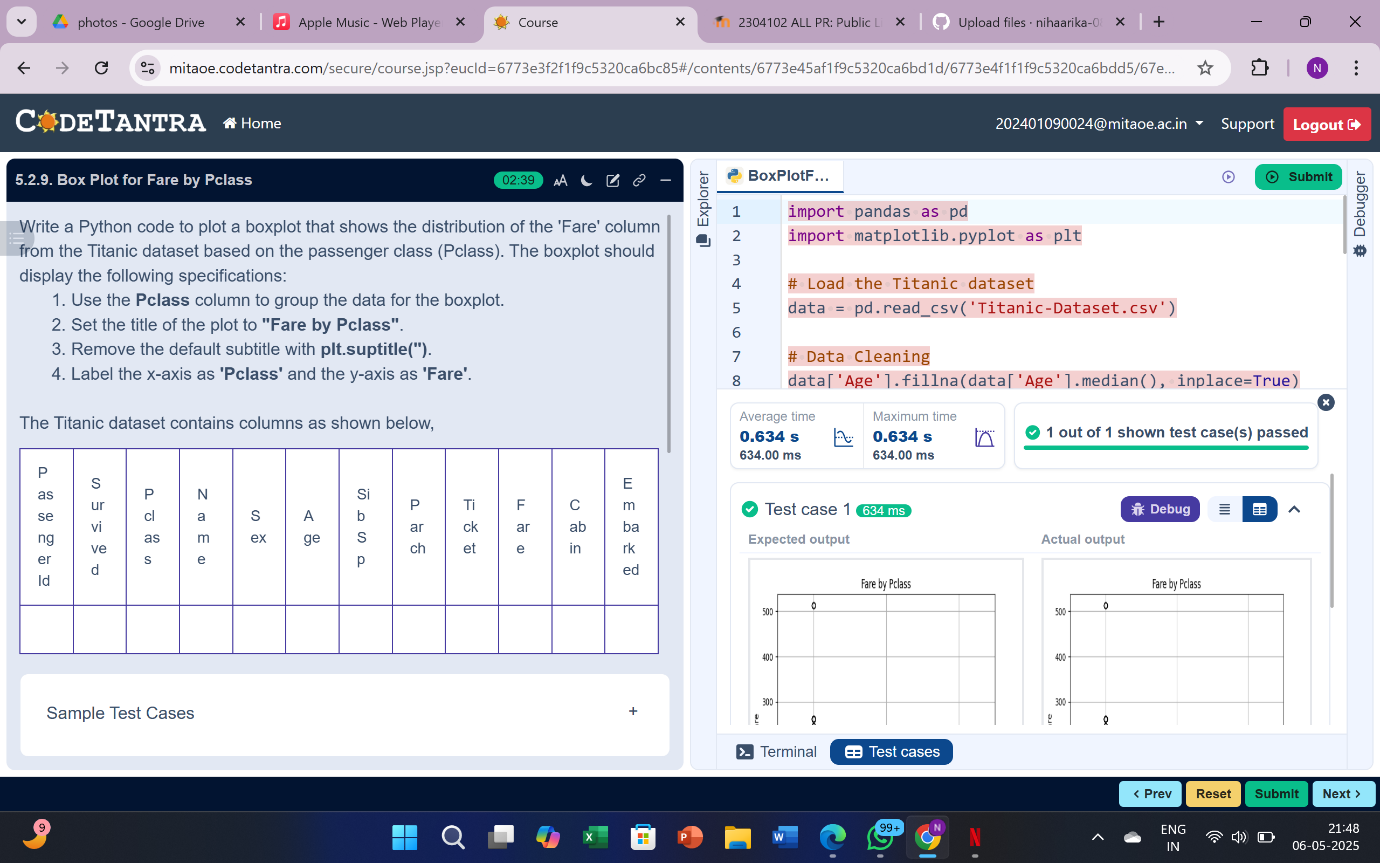 photos - Google Drive
Apple Music - Web Playe
Course
2304102 ALL PR: Public L
Upload files · nihaarika-0
mitaoe.codetantra.com/secure/course.jsp?eucId=6773e3f2f1f9c5320ca6bc85#/contents/6773e45af1f9c5320ca6bd1d/6773e4f1f1f9c5320ca6bdd5/67e...
N
CODETANTRA
Home
202401090024@mitaoe.ac.in
Support
Logout
5.2.9. Box Plot for Fare by Pclass
02:39
AA
Write a Python code to plot a boxplot that shows the distribution of the 'Fare' column
from the Titanic dataset based on the passenger class (Pclass). The boxplot should
display the following specifications:
1. Use the Pclass column to group the data for the boxplot.
2. Set the title of the plot to "Fare by Pclass".
3. Remove the default subtitle with plt.suptitle('').
4. Label the x-axis as 'Pclass' and the y-axis as 'Fare'.
The Titanic dataset contains columns as shown below,
PassengerId
Survived
Pclass
Name
Sex
Age
SibSp
Parch
Ticket
Fare
Cabin
Embarked
Sample Test Cases
+
Explorer
BoxPlotF...
Submit
Debugger
1 import pandas as pd
2 import matplotlib.pyplot as plt
3
4 # Load the Titanic dataset
5 data = pd.read_csv('Titanic-Dataset.csv')
6
7 # Data Cleaning
8 data['Age'].fillna(data['Age'].median(), inplace=True)
Average time
0.634 s
634.00 ms
Maximum time
0.634 s
634.00 ms
1 out of 1 shown test case(s) passed
Test case 1 634 ms
Debug
Expected output
Actual output
Fare by Pclass
500
400
300
Fare by Pclass
500
400
300
Terminal
Test cases
< Prev
Reset
Submit
Next >
9
99+
N
ENG
IN
21:48
06-05-2025